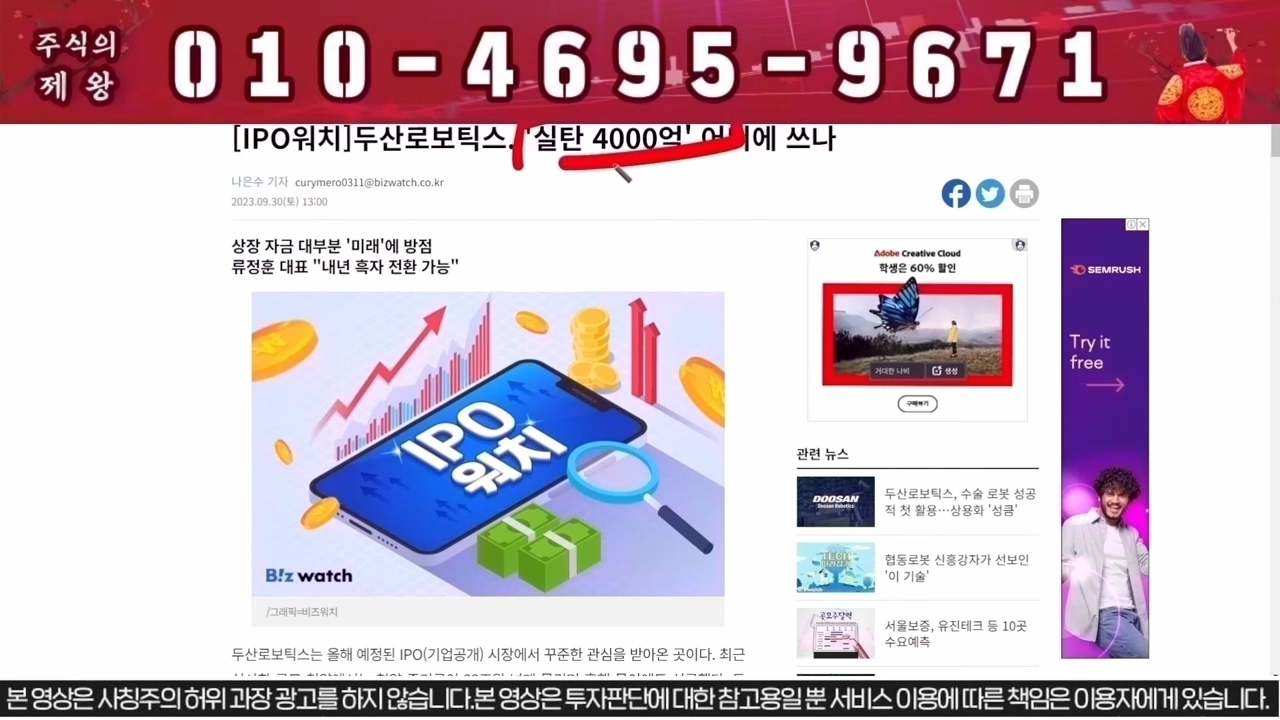 주식의
제 왕
010-4695-9671
[IPO워치]두산로보틱스, '실탄 4000억' 에 쓰나
나은수 기자 curymero0311@bizwatch.co.kr
2023.09.30(토) 13:00
상장 자금 대부분 '미래'에 방점
류정훈 대표 "내년 흑자 전환 가능"
IPO
워치
B!z watch
/그래픽=비즈워치
두산로보틱스는 올해 예정된 IPO(기업공개) 시장에서 꾸준한 관심을 받아온 곳이다. 최근
Adobe Creative Cloud
학생은 60% 할인
거대한 나비
생성
구매하기
관련 뉴스
DOOSAN
Doosan Robotics
두산로보틱스, 수술 로봇 성공
적 첫 활용…상용화 '성큼'
협동로봇 신흥강자가 선보인
'이 기술'
공모주달력
서울보증, 유진테크 등 10곳
수요예측
SEMRUSH
Try it
free
본 영상은 사칭주의 허위 과장 광고를 하지 않습니다.본 영상은 투자판단에 대한 참고용일 뿐 서비스 이용에 따른 책임은 이용자에게 있습니다.